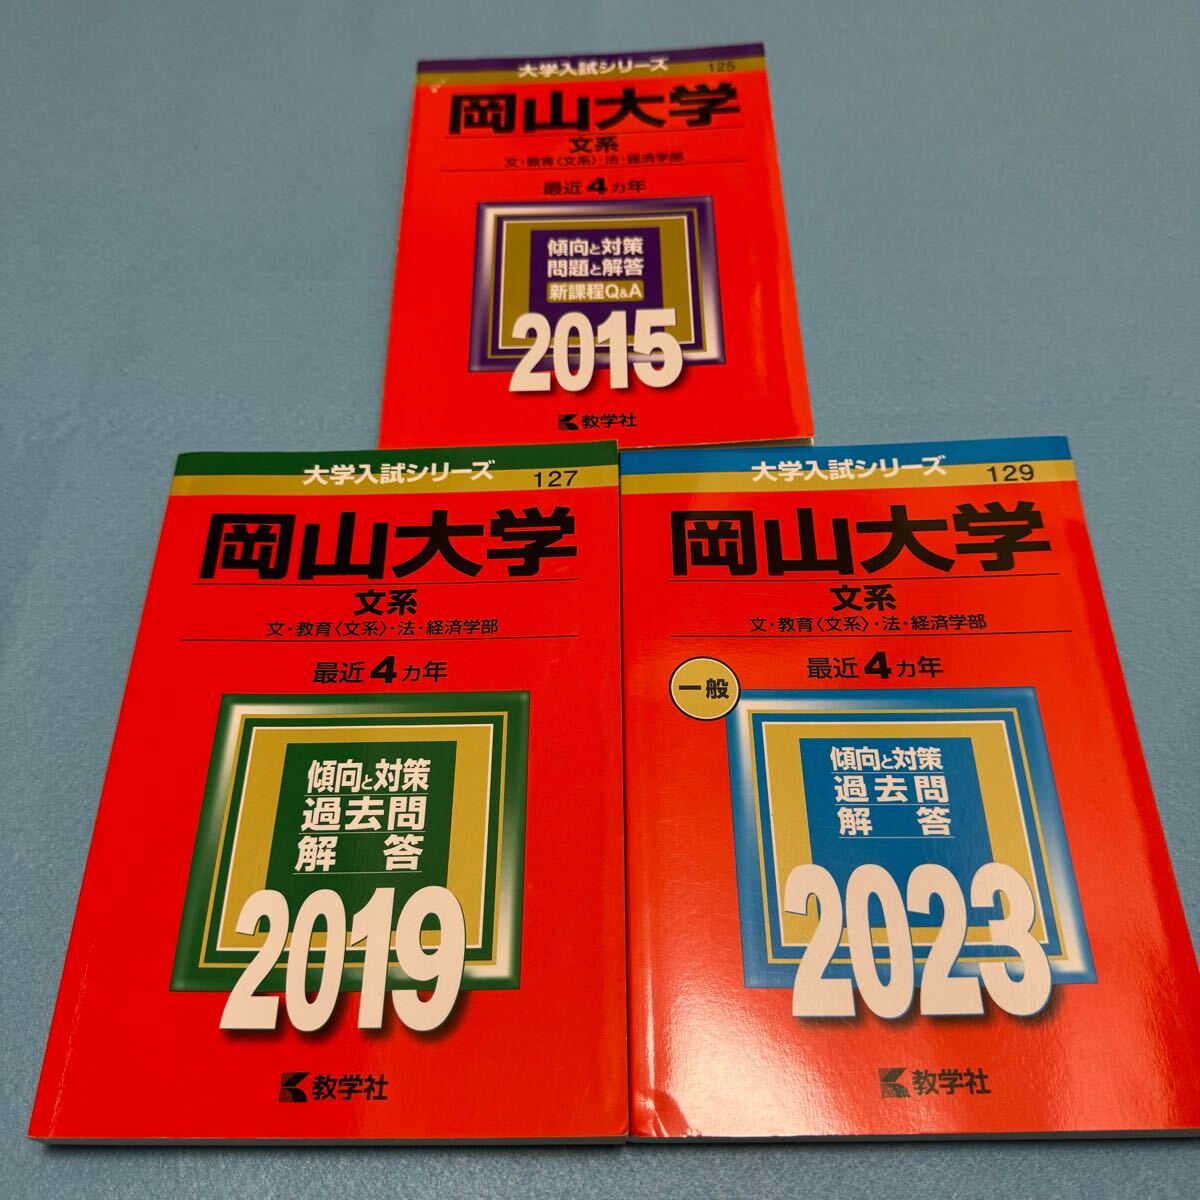 大学入試シリーズ
125
岡山大学
文系
文・教育〈文系〉・法・経済学部
最近4カ年
傾向と対策
問題と解答
新課程Q&A
2015
教学社
大学入試シリーズ
127
岡山大学
文系
文・教育〈文系〉・法・経済学部
最近4カ年
傾向と対策
過去問
解答
2019
教学社
大学入試シリーズ
129
岡山大学
文系
文・教育〈文系〉・法・経済学部
一般
最近4カ年
傾向と対策
過去問
解答
2023
教学社